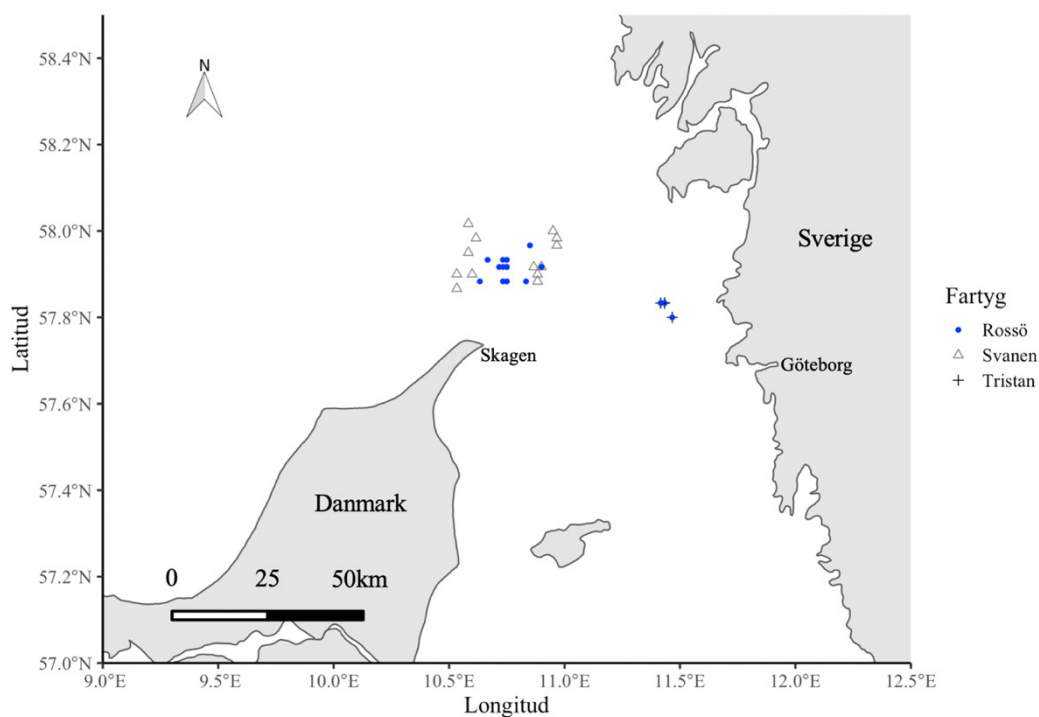 58.4°N
N
58.2°N
58.0°N
Sverige
57.8°N
Fartyg
Rossö
Svanen
Tristan
Latitud
Skagen
Göteborg
57.6°N
57.4°N
Danmark
57.2°N
0 25 50km
57.0°N
9.0°E 9.5°E 10.0°E 10.5°E 11.0°E 11.5°E 12.0°E 12.5°E
Longitud